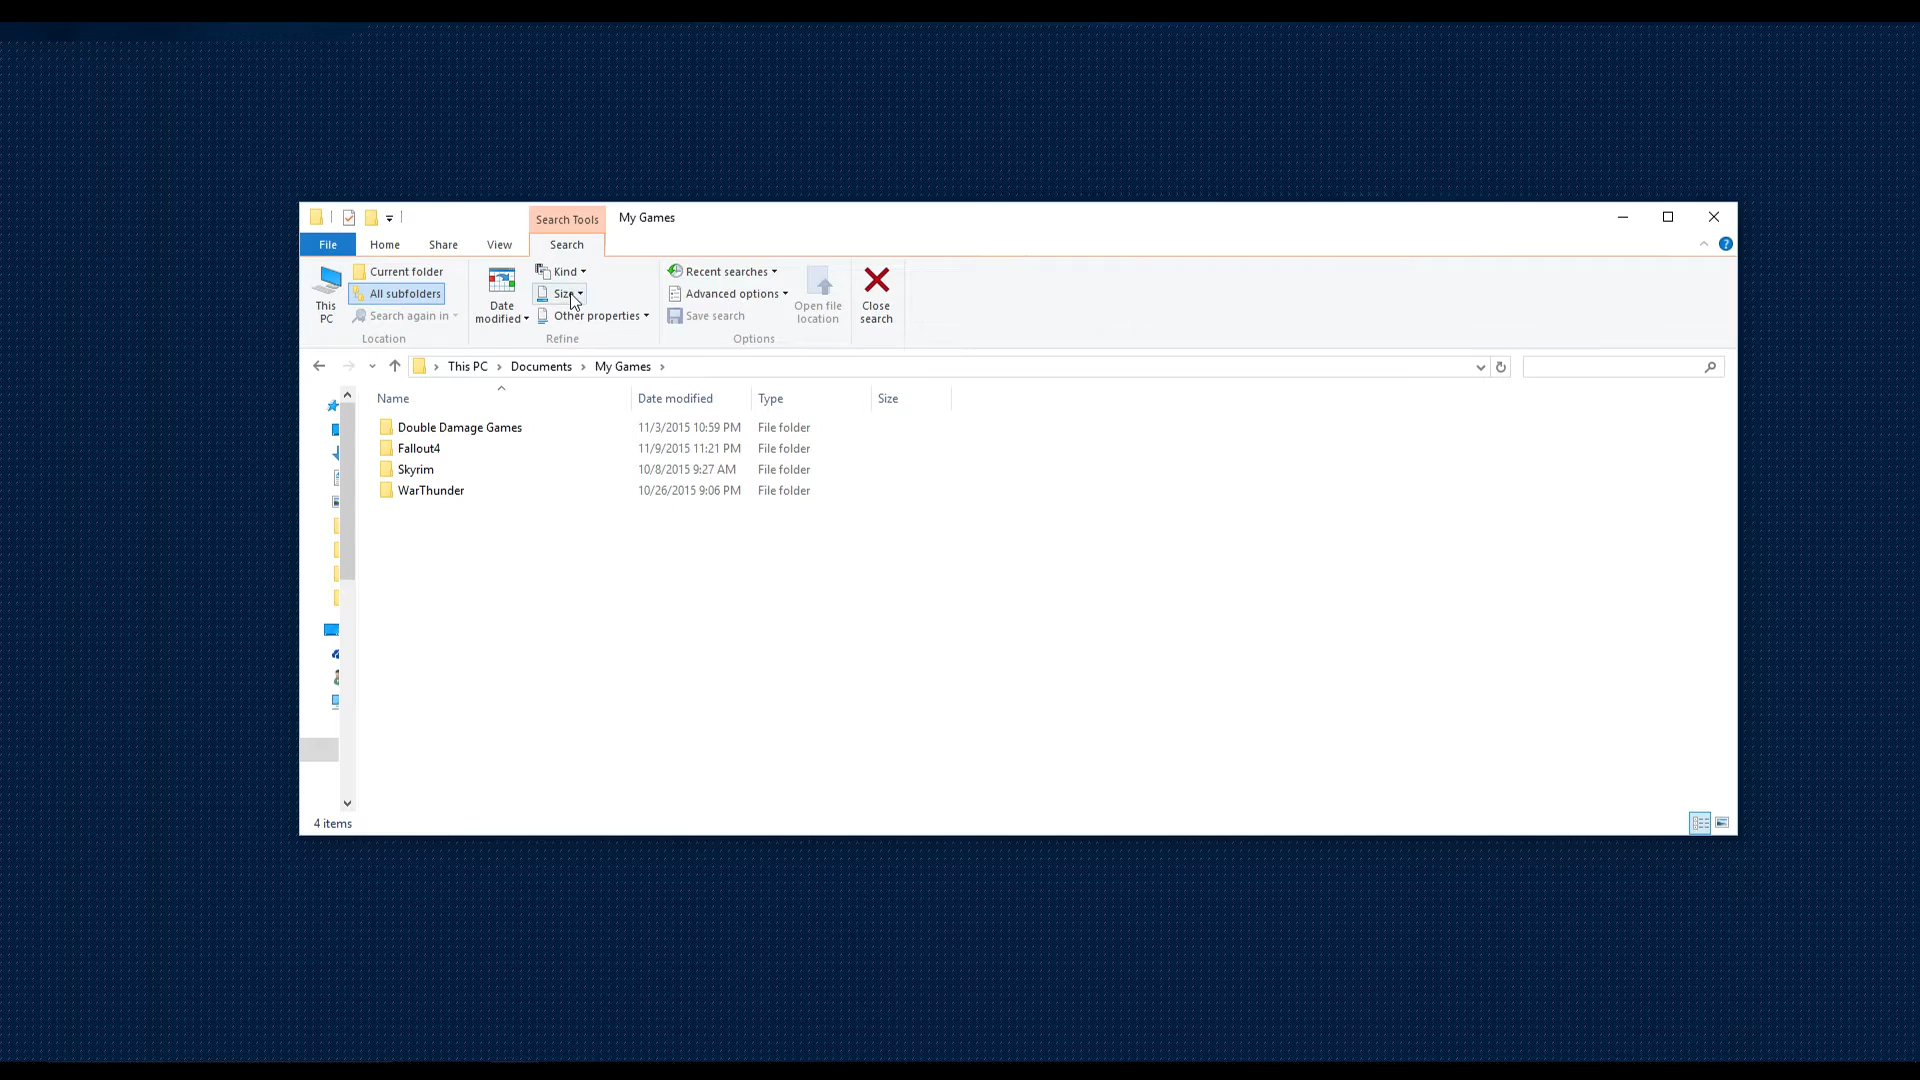 Search Tools My Games
File Home Share View Search
This PC
Current folder
All subfolders
Search again in
Location
Date modified
Kind
Size
Other properties
Refine
Recent searches
Advanced options
Save search
Options
Open file location
Close search
This PC > Documents > My Games >
Name Date modified Type Size
Double Damage Games 11/3/2015 10:59 PM File folder
Fallout4 11/9/2015 11:21 PM File folder
Skyrim 10/8/2015 9:27 AM File folder
WarThunder 10/26/2015 9:06 PM File folder
4 items